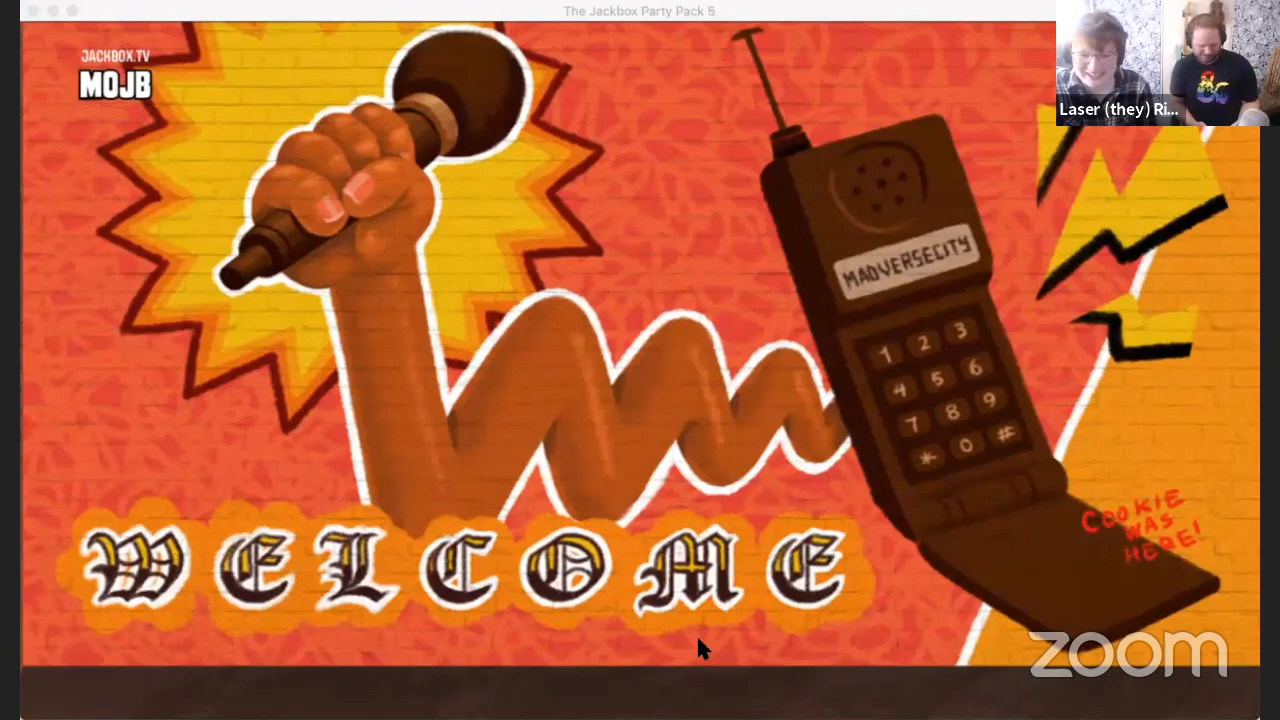 The Jackbox Party Pack 5
JACKBOX.TV
MOJB
Laser (they) Ri...
MADVERSECITY
1 2 3
4 5 6
7 8 9
* 0 #
COOKIE
WAS
HERE!
WELCOME
zoom